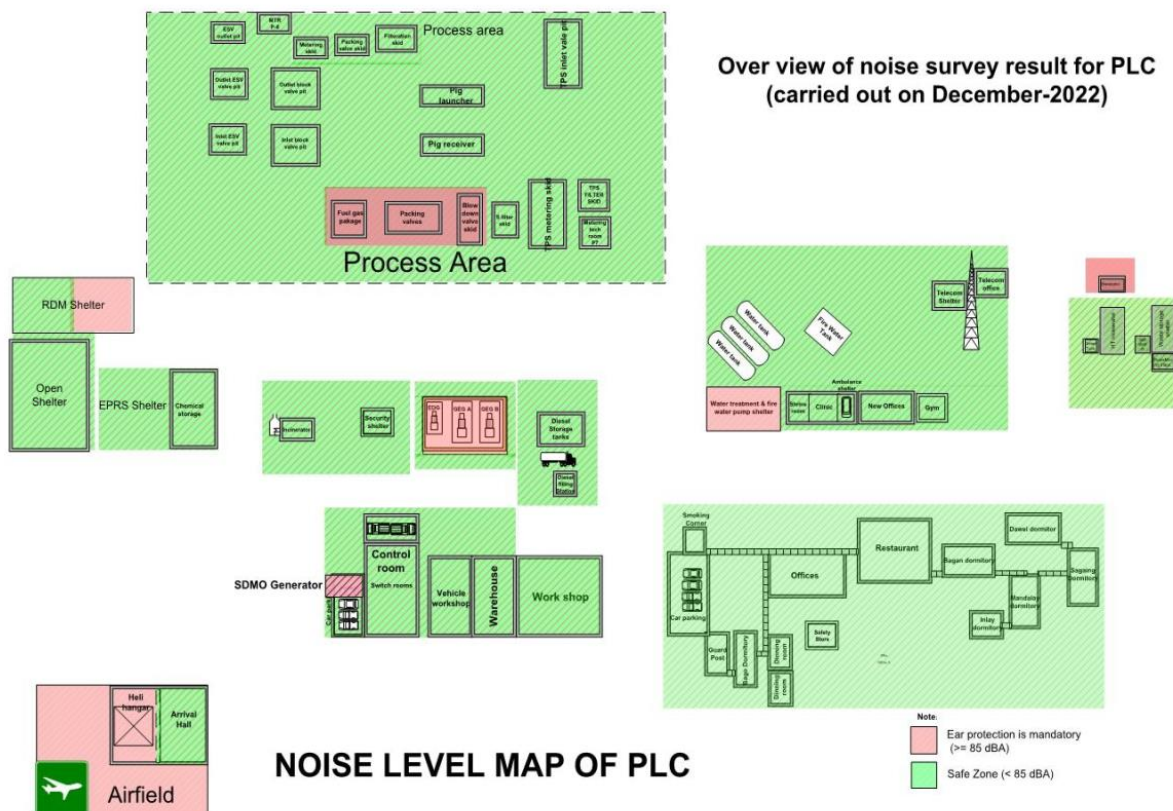 Over view of noise survey result for PLC
(carried out on December-2022)
ESV
outlet pit
MTR
Metering
skid
Packing
valve skid
Filteration
skid
Process area
TPS inlet vale pit
Outlet ESV
valve pit
Outlet block
valve pit
Pig
launcher
Inlet ESV
valve pit
Inlet block
valve pit
Pig receiver
Fuel gas
pakage
Packing
valves
Blow
down
valve
skid
skid
TPS metering skid
TPS
FILTER
SKID
Metering
tech
room
P7
Process Area
RDM Shelter
Open
Shelter
EPRS Shelter
Chemical
storage
Incinerator
Security
shelter
EDG
GEG A
GEG B
Diesel
Storage
tanks
Diesel
filling
Station
Water tank
Water tank
Water tank
Fire Water
Tank
Telecom
Shelter
Telecom
office
Water treatment & fire
water pump shelter
Ambulance
shelter
room
Clinic
New Offices
Gym
SDMO Generator
Control
room
Switch rooms
Car park
Vehicle
workshop
Warehouse
Work shop
Smoking
Corner
Car parking
Offices
Restaurant
Bagan dormitory
Dawei dormitor
Sagaing
Dormitory
Mandalay
dormitory
Inlay
dormitory
Guard
Post
Bago Dormitory
Dinning
room
Dinning
room
Safety
Store
Heli
hangar
Arrival
Hall
Airfield
NOISE LEVEL MAP OF PLC
Note:
Ear protection is mandatory
(>= 85 dBA)
Safe Zone (< 85 dBA)